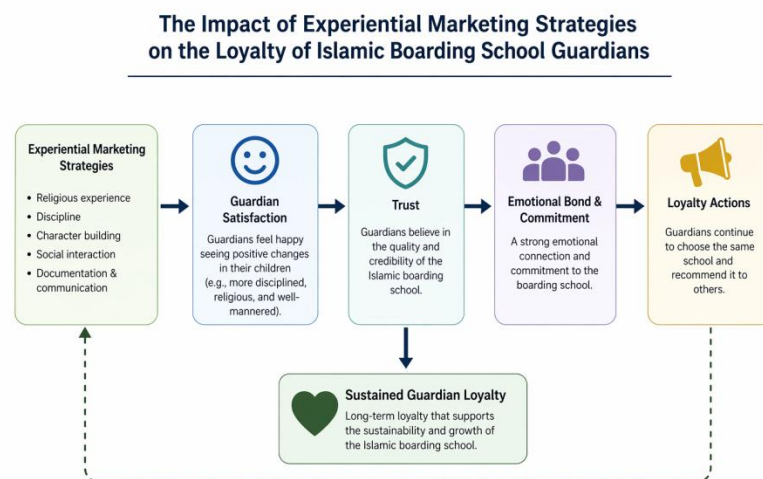 The Impact of Experiential Marketing Strategies
on the Loyalty of Islamic Boarding School Guardians
Experiential Marketing
Strategies
• Religious experience
• Discipline
• Character building
• Social interaction
• Documentation &
communication
Guardian
Satisfaction
Guardians feel happy
seeing positive changes
in their children
(e.g., more disciplined,
religious, and well-
mannered).
Trust
Guardians believe in
the quality and
credibility of the
Islamic boarding
school.
Emotional Bond &
Commitment
A strong emotional
connection and
commitment to the
boarding school.
Loyalty Actions
Guardians continue
to choose the same
school and
recommend it to
others.
Sustained Guardian Loyalty
Long-term loyalty that supports
the sustainability and growth of
the Islamic boarding school.